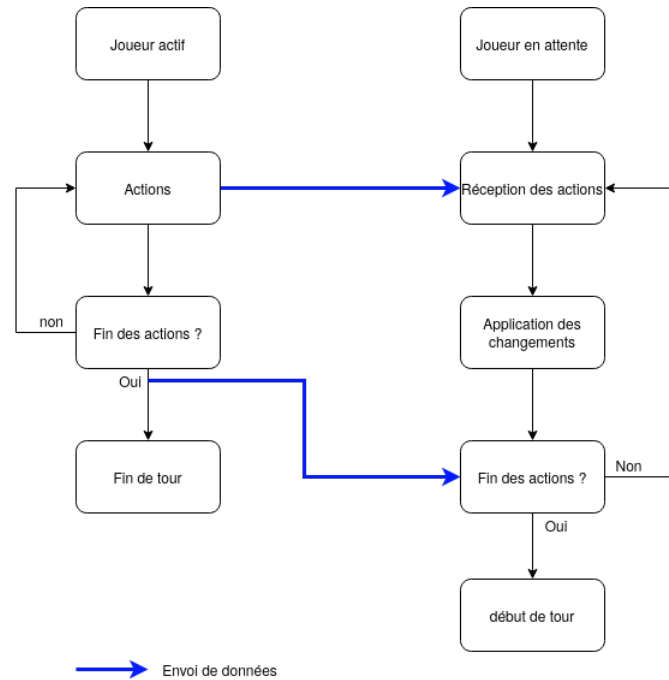 Joueur actif
Joueur en attente
Actions
Réception des actions
non
Fin des actions ?
Application des
changements
Oui
Fin de tour
Fin des actions ?
Non
Oui
début de tour
Envoi de données